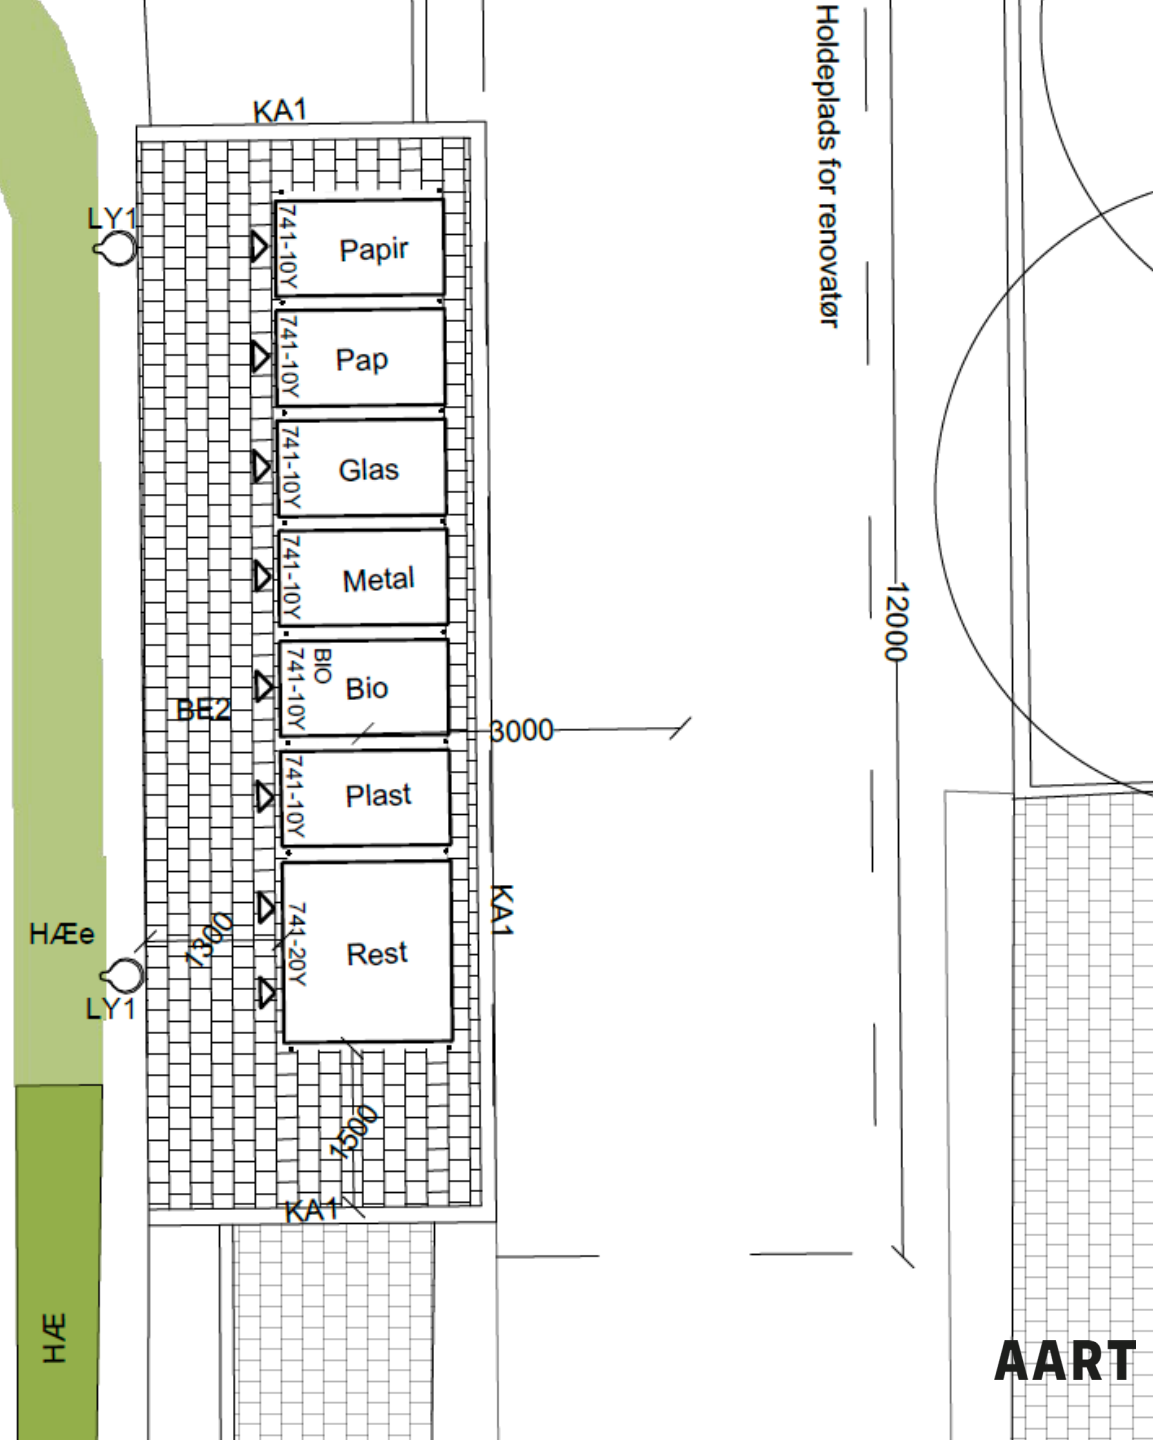 Holdeplads for renovatør
KA1
LY1
741-10Y
Papir
741-10Y
Pap
741-10Y
Glas
741-10Y
Metal
12000
741-10Y
BIO
Bio
BE2
3000
741-10Y
Plast
KA1
HÆe
1300
741-20Y
Rest
LY1
1500
KA1
HÆ
AART